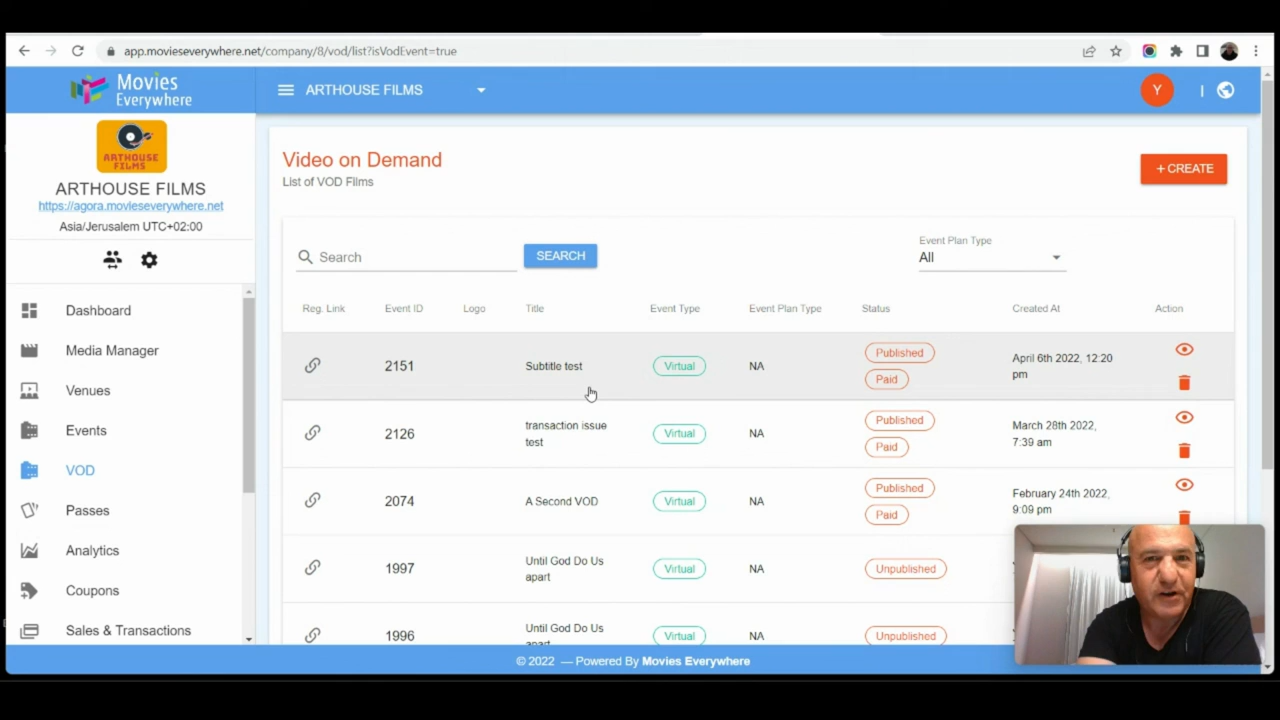 app.movieseverywhere.net/company/8/vod/list?isVodEvent=true
Movies
Everywhere
ARTHOUSE FILMS
Y
|
ARTHOUSE
FILMS
ARTHOUSE FILMS
https://agora.movieseverywhere.net
Asia/Jerusalem UTC+02:00
Dashboard
Media Manager
Venues
Events
VOD
Passes
Analytics
Coupons
Sales & Transactions
Video on Demand
List of VOD Films
+ CREATE
Search
SEARCH
Event Plan Type
All
Reg. Link Event ID Logo Title Event Type Event Plan Type Status Created At Action
2151 Subtitle test Virtual NA Published Paid April 6th 2022, 12:20
pm
2126 transaction issue
test Virtual NA Published Paid March 28th 2022,
7:39 am
2074 A Second VOD Virtual NA Published Paid February 24th 2022,
9:09 pm
1997 Until God Do Us
apart Virtual NA Unpublished
1996 Until God Do Us
apart Virtual NA Unpublished
© 2022 — Powered By Movies Everywhere